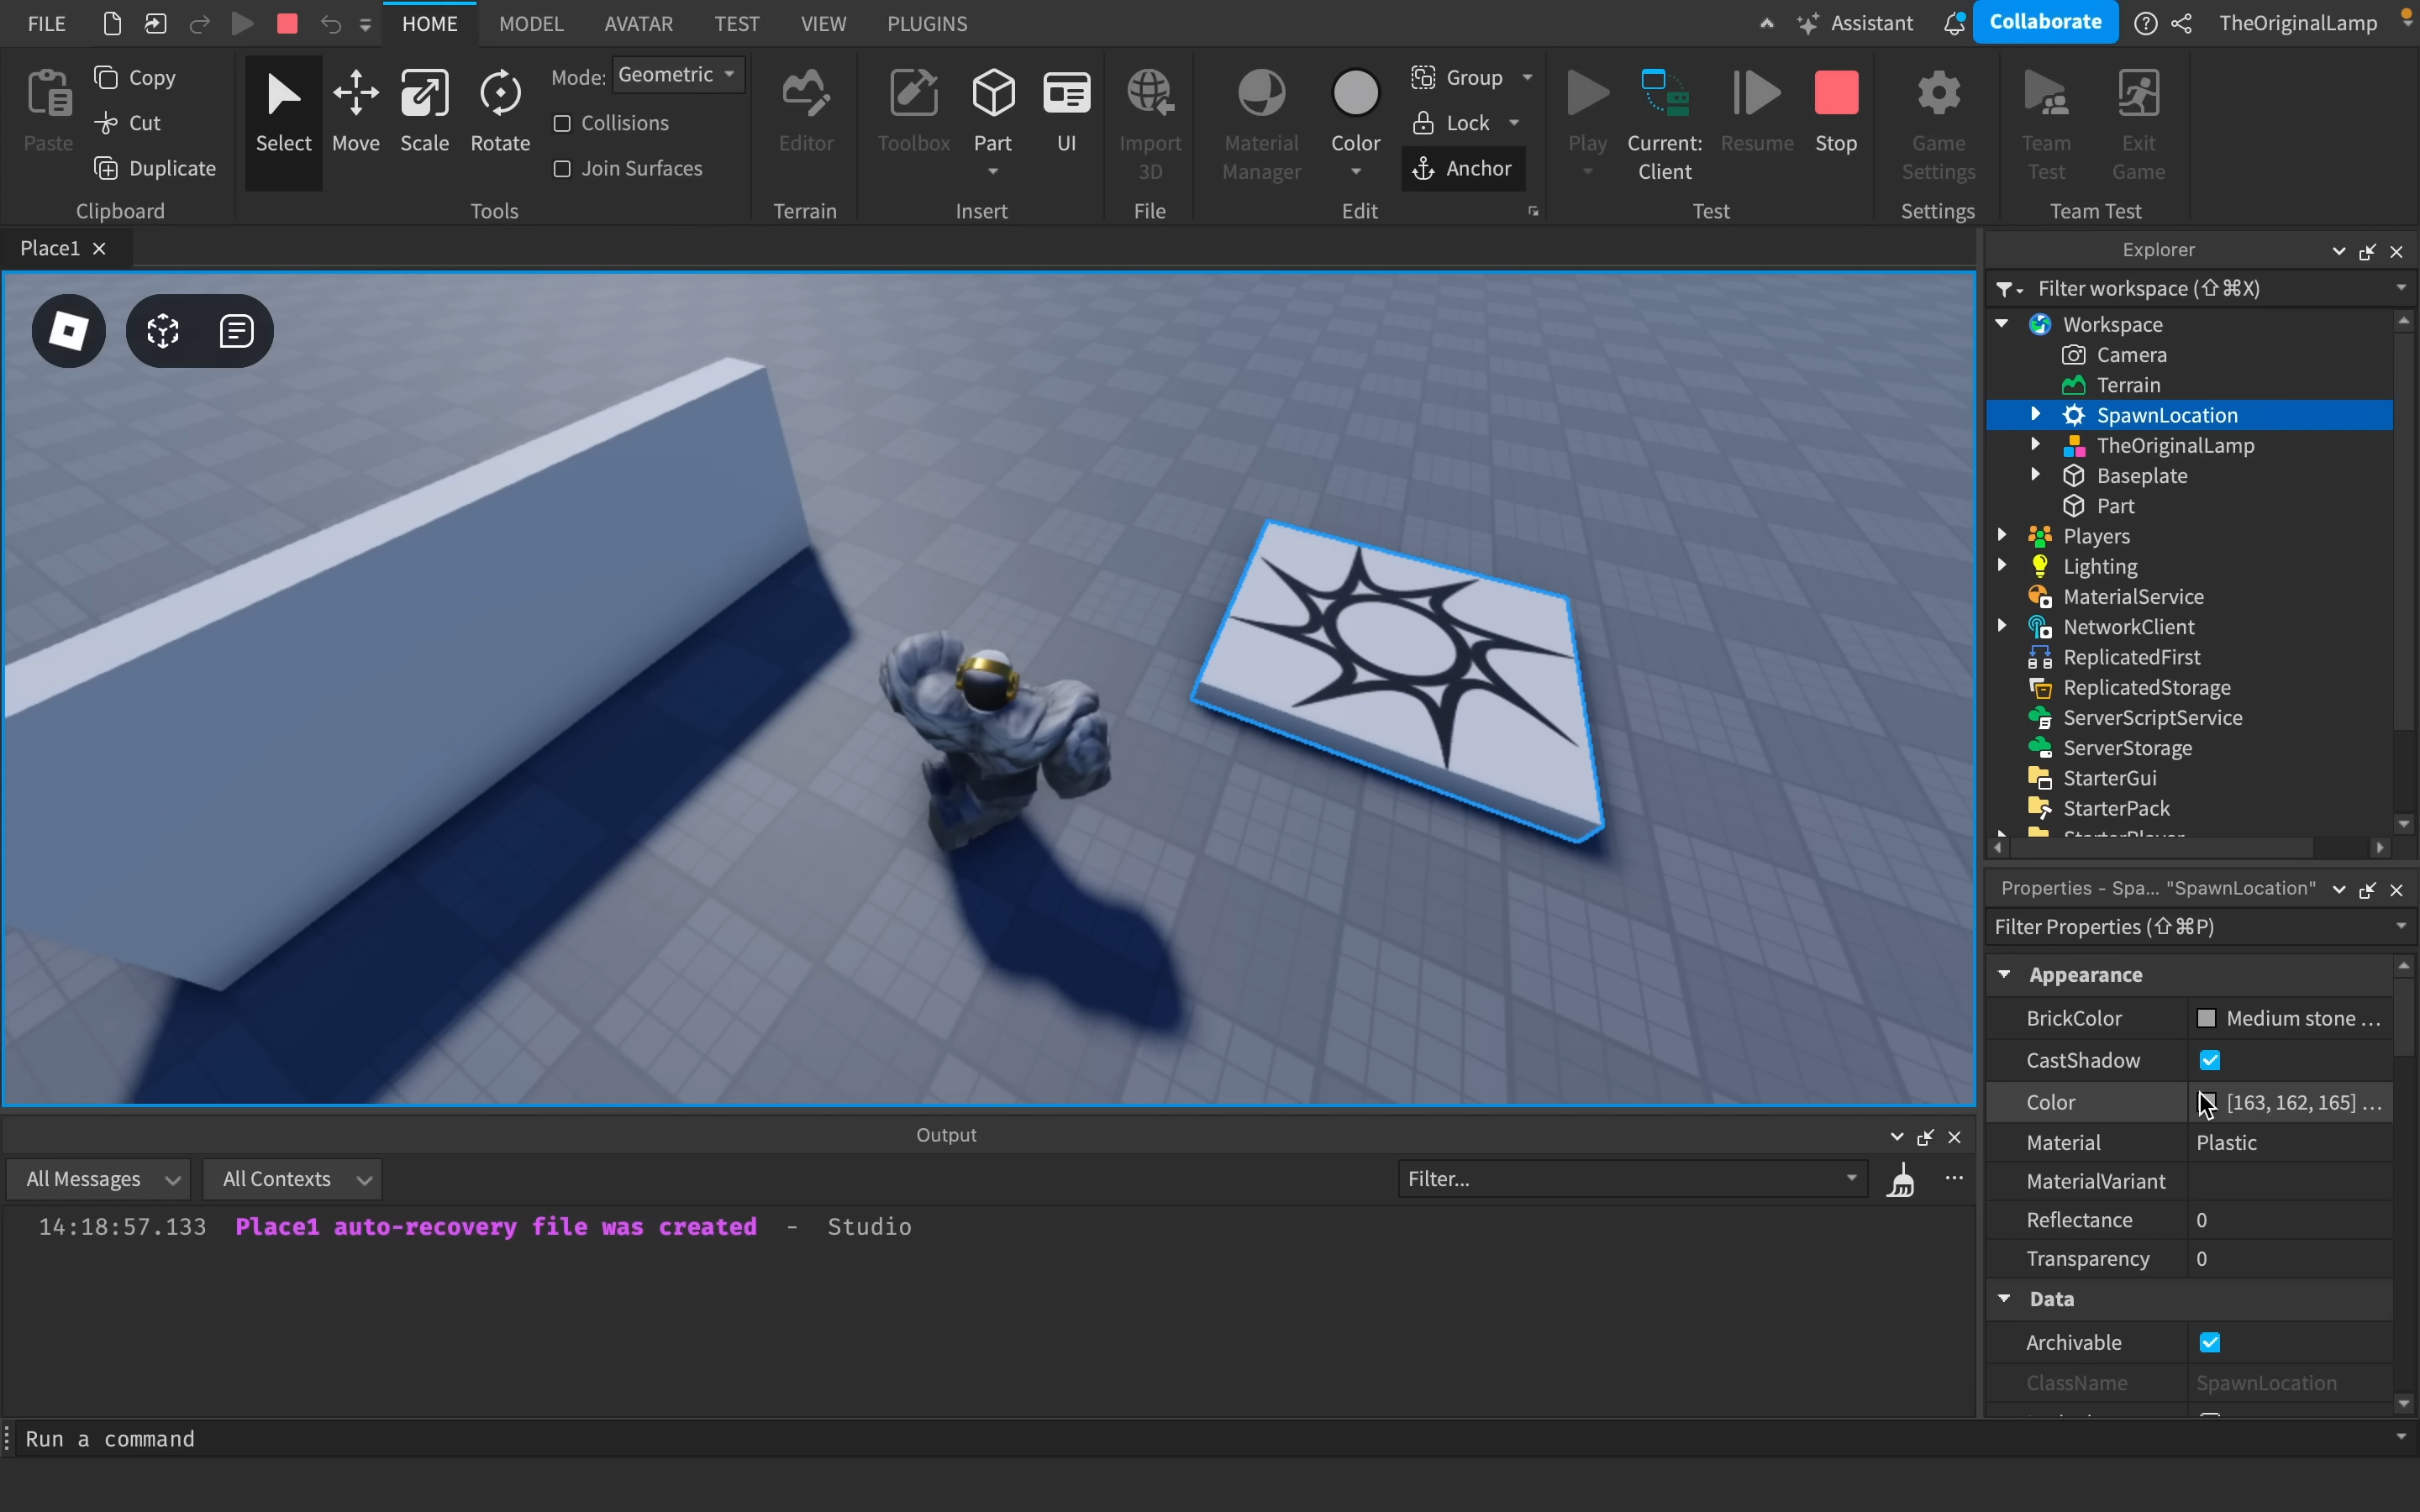 FILE HOME MODEL AVATAR TEST VIEW PLUGINS Assistant Collaborate TheOriginalLamp
Paste
Copy
Cut
Duplicate
Clipboard
Select Move Scale Rotate
Mode: Geometric
Collisions
Join Surfaces
Tools
Editor
Terrain
Toolbox Part UI
Insert
Import
3D
File
Material
Manager
Color
Group
Lock
Anchor
Edit
Play
Current:
Client
Resume Stop
Test
Game
Settings
Settings
Team
Test
Exit
Game
Team Test
Place1
Explorer
Filter workspace (⇧⌘X)
Workspace
Camera
Terrain
SpawnLocation
TheOriginalLamp
Baseplate
Part
Players
Lighting
MaterialService
NetworkClient
ReplicatedFirst
ReplicatedStorage
ServerScriptService
ServerStorage
StarterGui
StarterPack
Properties - Spa... "SpawnLocation"
Filter Properties (⇧⌘P)
Appearance
BrickColor Medium stone ...
CastShadow
Color [163, 162, 165] ...
Material Plastic
MaterialVariant
Reflectance 0
Transparency 0
Data
Archivable
ClassName SpawnLocation
Output
All Messages All Contexts Filter... ...
14:18:57.133 Place1 auto-recovery file was created - Studio
Run a command